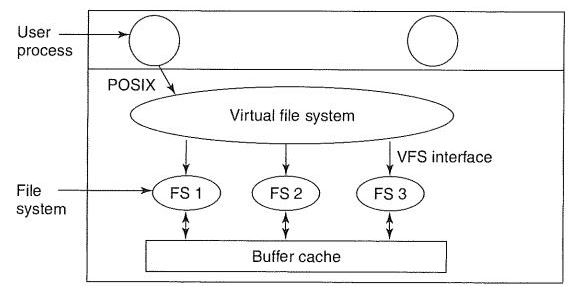 User
process
POSIX
Virtual file system
VFS interface
File
system
FS 1
FS 2
FS 3
Buffer cache